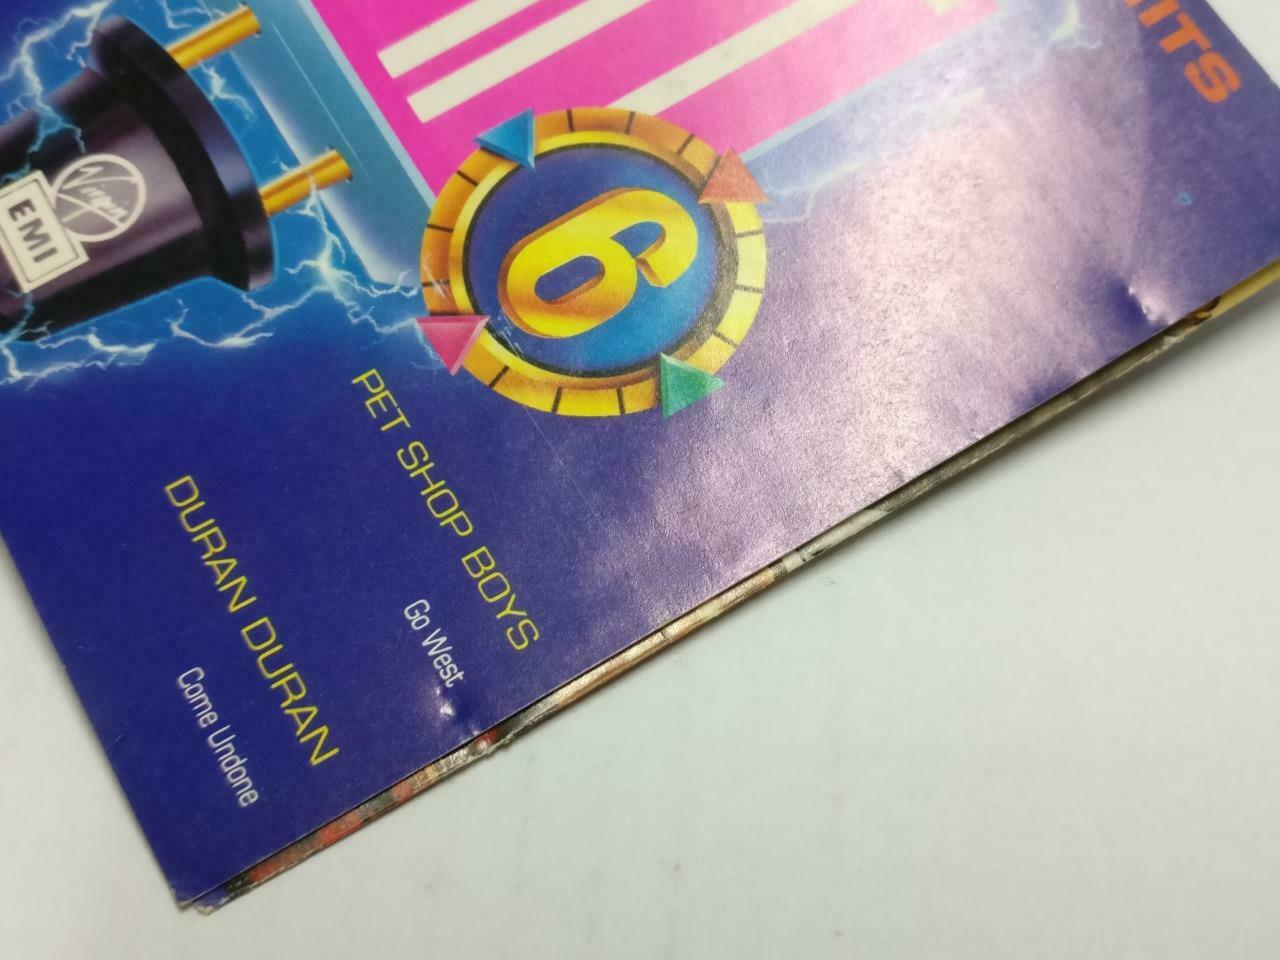 HITS
Virgin
EMI
6
PET SHOP BOYS
Go West
DURAN DURAN
Come Undone